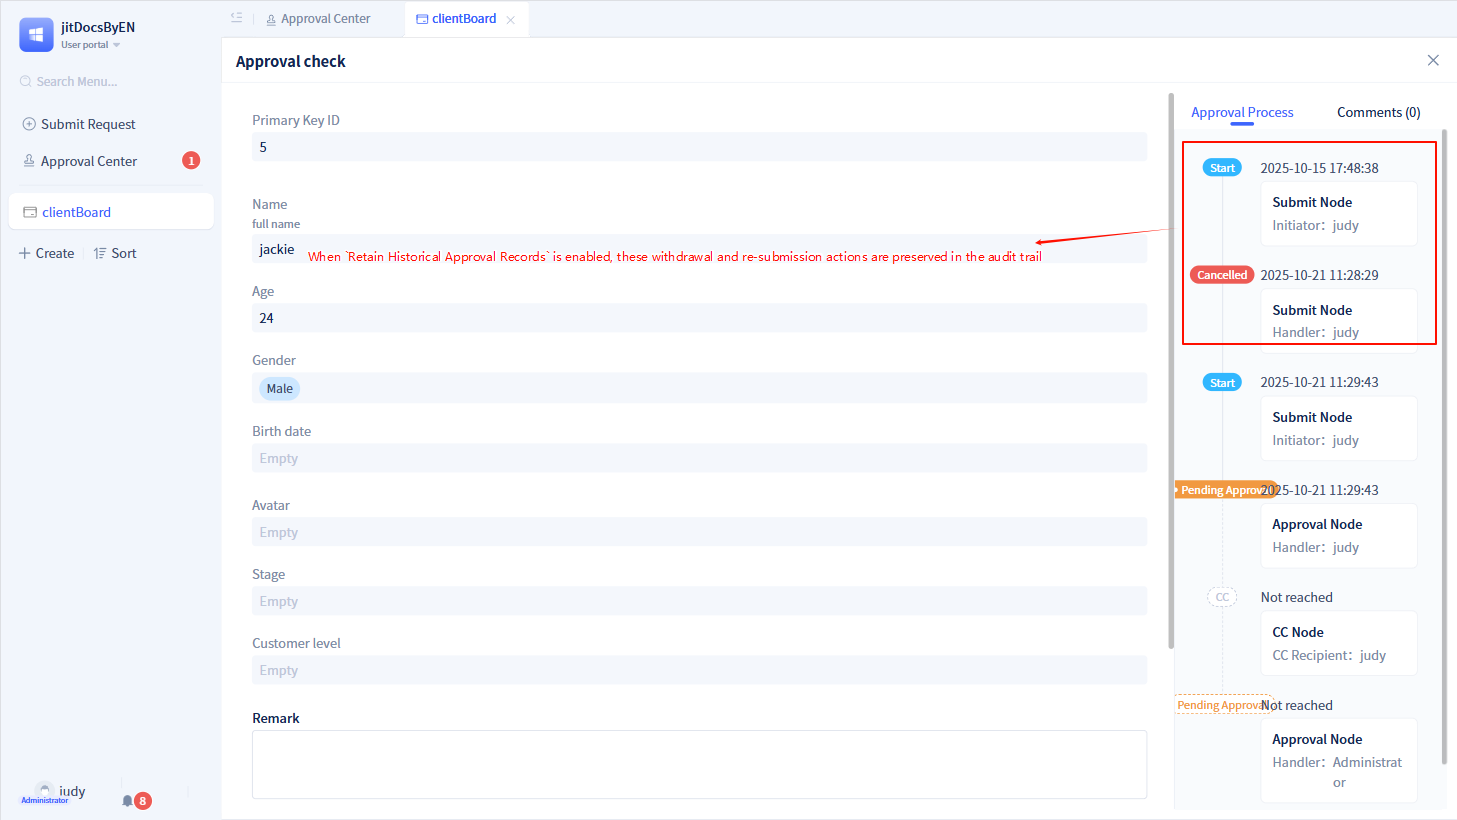 jitDocsByEN
User portal
Search Menu...
Submit Request
Approval Center
1
clientBoard
Create
Sort
judy
Administrator
8
Approval Center
clientBoard
Approval check
Primary Key ID
5
Name
full name
jackie
When `Retain Historical Approval Records` is enabled, these withdrawal and re-submission actions are preserved in the audit trail
Age
24
Gender
Male
Birth date
Empty
Avatar
Empty
Stage
Empty
Customer level
Empty
Remark
Approval Process
Comments (0)
Start
2025-10-15 17:48:38
Submit Node
Initiator： judy
Cancelled
2025-10-21 11:28:29
Submit Node
Handler： judy
Start
2025-10-21 11:29:43
Submit Node
Initiator： judy
Pending Approval
2025-10-21 11:29:43
Approval Node
Handler： judy
CC
Not reached
CC Node
CC Recipient： judy
Pending Approval
Not reached
Approval Node
Handler： Administrat
or